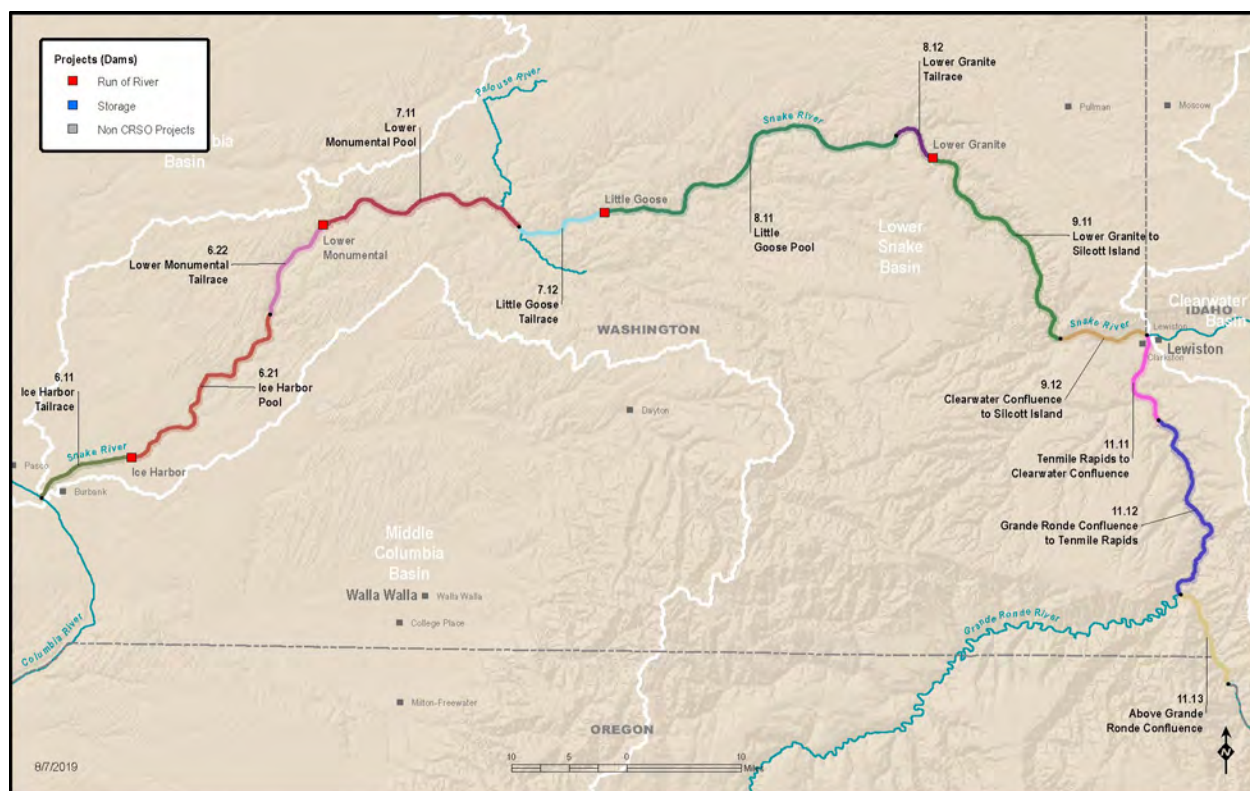 Projects (Dams)
Run of River
Storage
Non CRSO Projects
Basin
7.11
Lower
Monumental Pool
Palouse River
8.12
Lower Granite
Tailrace
Pullman
Moscow
Snake River
Lower Granite
Little Goose
8.11
Little
Goose Pool
Lower
Snake
Basin
9.11
Lower Granite to
Silcott Island
6.22
Lower Monumental
Tailrace
Lower
Monumental
7.12
Little Goose
Tailrace
WASHINGTON
Clearwater
Basin
IDAHO
Snake River
Lewiston
Lewiston
Clarkston
6.11
Ice Harbor
Tailrace
6.21
Ice Harbor
Pool
Dayton
9.12
Clearwater Confluence
to Silcott Island
11.11
Tenmile Rapids to
Clearwater Confluence
Snake River
Ice Harbor
Pasco
Burbank
11.12
Grande Ronde Confluence
to Tenmile Rapids
Middle
Columbia
Basin
Walla Walla
Walla Walla
College Place
Columbia River
Grande Ronde River
Milton-Freewater
OREGON
11.13
Above Grande
Ronde Confluence
N
8/7/2019
10 5 0 10
Miles